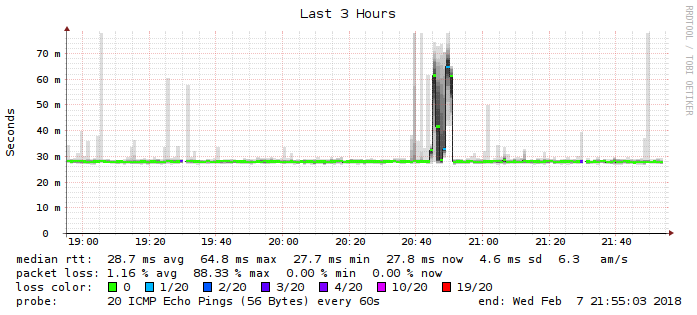 Last 3 Hours
RRDTOOL / TOBI OETIKER
Seconds
70 m
60 m
50 m
40 m
30 m
20 m
10 m
0
19:00 19:20 19:40 20:00 20:20 20:40 21:00 21:20 21:40
median rtt: 28.7 ms avg 64.8 ms max 27.7 ms min 27.8 ms now 4.6 ms sd 6.3 am/s
packet loss: 1.16 % avg 88.33 % max 0.00 % min 0.00 % now
loss color: 0 1/20 2/20 3/20 4/20 10/20 19/20
probe: 20 ICMP Echo Pings (56 Bytes) every 60s end: Wed Feb 7 21:55:03 2018